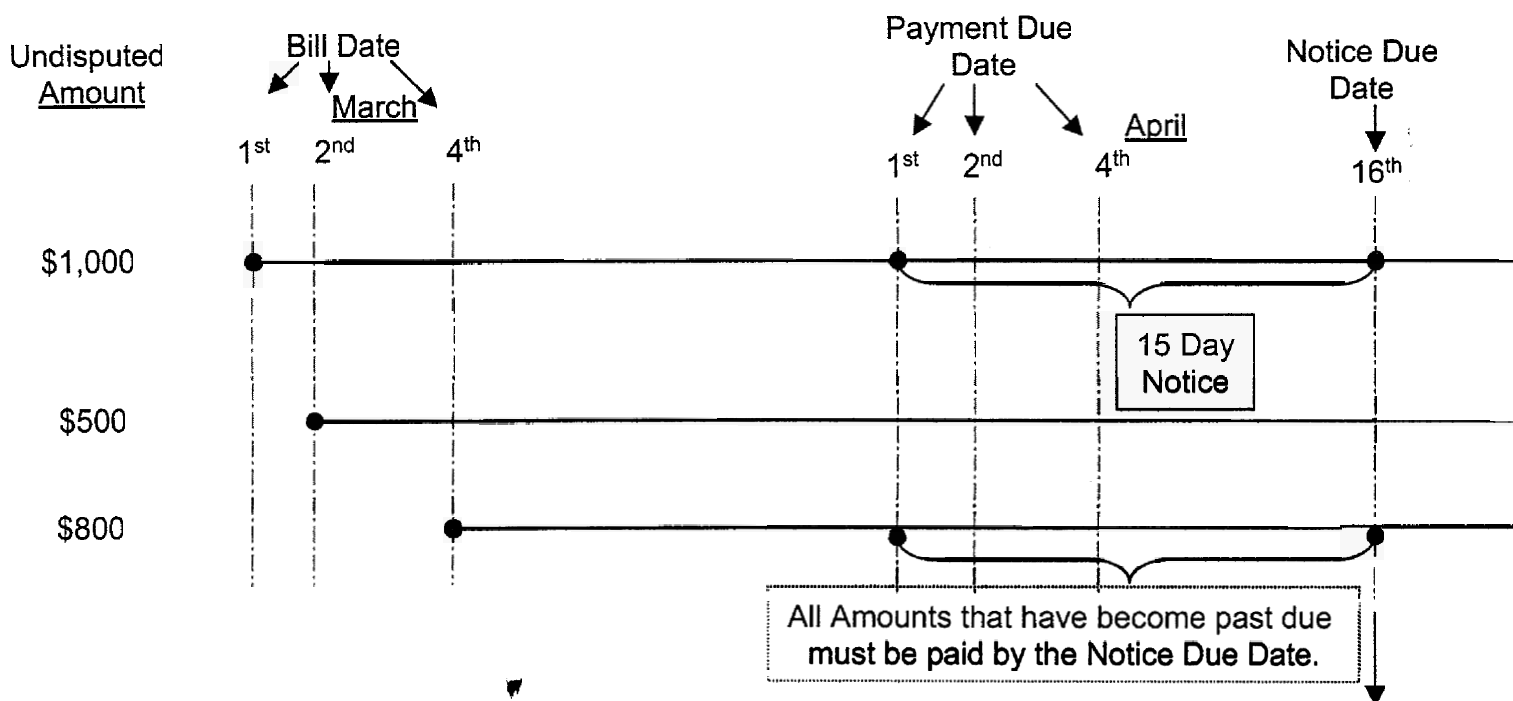 Undisputed
Amount
Bill Date
March
1st 2nd 4th
Payment Due
Date
April
1st 2nd 4th
Notice Due
Date
16th
$1,000
15 Day
Notice
$500
$800
All Amounts that have become past due
must be paid by the Notice Due Date.